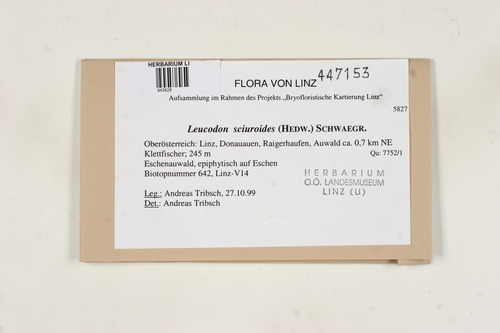 HERBARIUM LI
943628
FLORA VON LINZ 447153
Aufsammlung im Rahmen des Projekts „Bryofloristische Kartierung Linz“
5827
Leucodon sciuroides (HEDW.) SCHWAEGR.
Oberösterreich: Linz, Donauauen, Raigerhaufen, Auwald ca. 0,7 km NE
Klettfischer; 245 m Qu: 7752/1
Eschenauwald, epiphytisch auf Eschen
Biotopnummer 642, Linz-V14
HERBARIUM
O.Ö. LANDESMUSEUM
LINZ (LI)
Leg.: Andreas Tribsch, 27.10.99
Det.: Andreas Tribsch